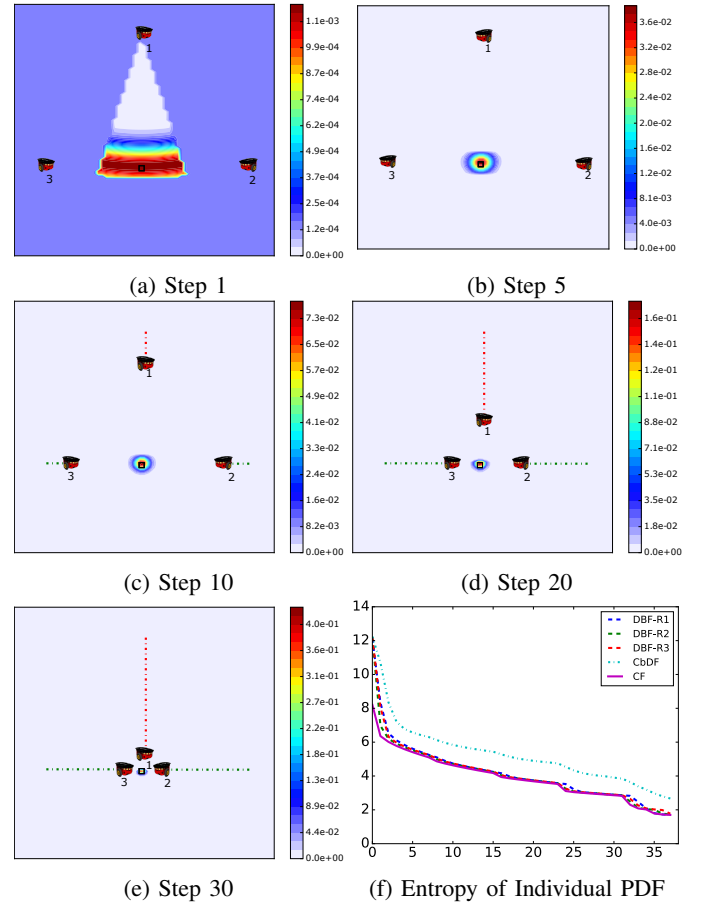 1
3
2
1.1e-03
9.9e-04
8.7e-04
7.4e-04
6.2e-04
4.9e-04
3.7e-04
2.5e-04
1.2e-04
0.0e+00
(a) Step 1
1
3
2
3.6e-02
3.2e-02
2.8e-02
2.4e-02
2.0e-02
1.6e-02
1.2e-02
8.1e-03
4.0e-03
0.0e+00
(b) Step 5
1
3
2
7.3e-02
6.5e-02
5.7e-02
4.9e-02
4.1e-02
3.2e-02
2.4e-02
1.6e-02
8.2e-03
0.0e+00
(c) Step 10
1
3
2
1.6e-01
1.4e-01
1.2e-01
1.0e-01
8.7e-02
7.0e-02
5.2e-02
3.5e-02
1.7e-02
0.0e+00
(d) Step 20
1
3
2
4.0e-01
3.5e-01
3.1e-01
2.6e-01
2.2e-01
1.8e-01
1.3e-01
8.9e-02
4.4e-02
0.0e+00
(e) Step 30
14
12
10
8
6
4
2
0
0 5 10 15 20 25 30 35
DBF-R1
DBF-R2
DBF-R3
CbDF
CF
(f) Entropy of Individual PDF